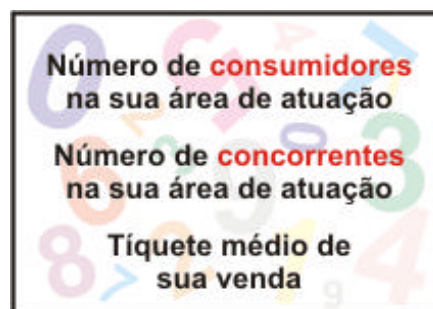 Número de consumidores
na sua área de atuação
Número de concorrentes
na sua área de atuação
Tíquete médio de
sua venda